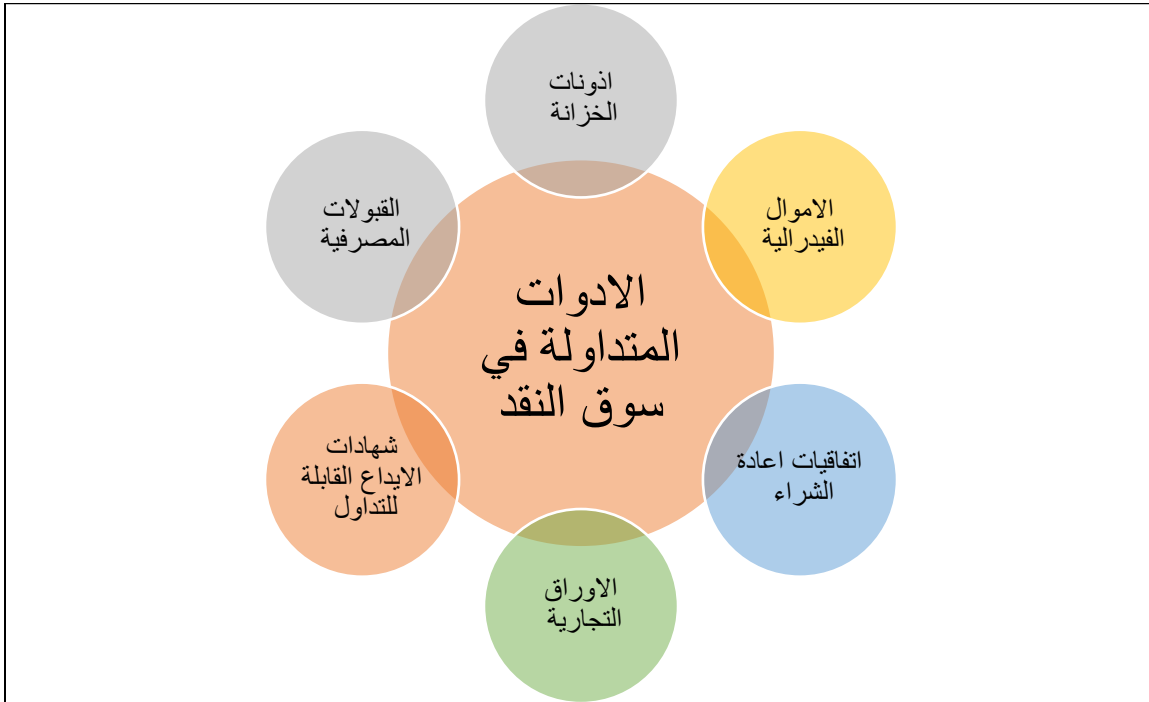 اذونات
الخزانة
الاموال
الفيدرالية
اتفاقيات اعادة
الشراء
الاوراق
التجارية
شهادات
الايداع القابلة
للتداول
القبولات
المصرفية
الادوات
المتداولة في
سوق النقد